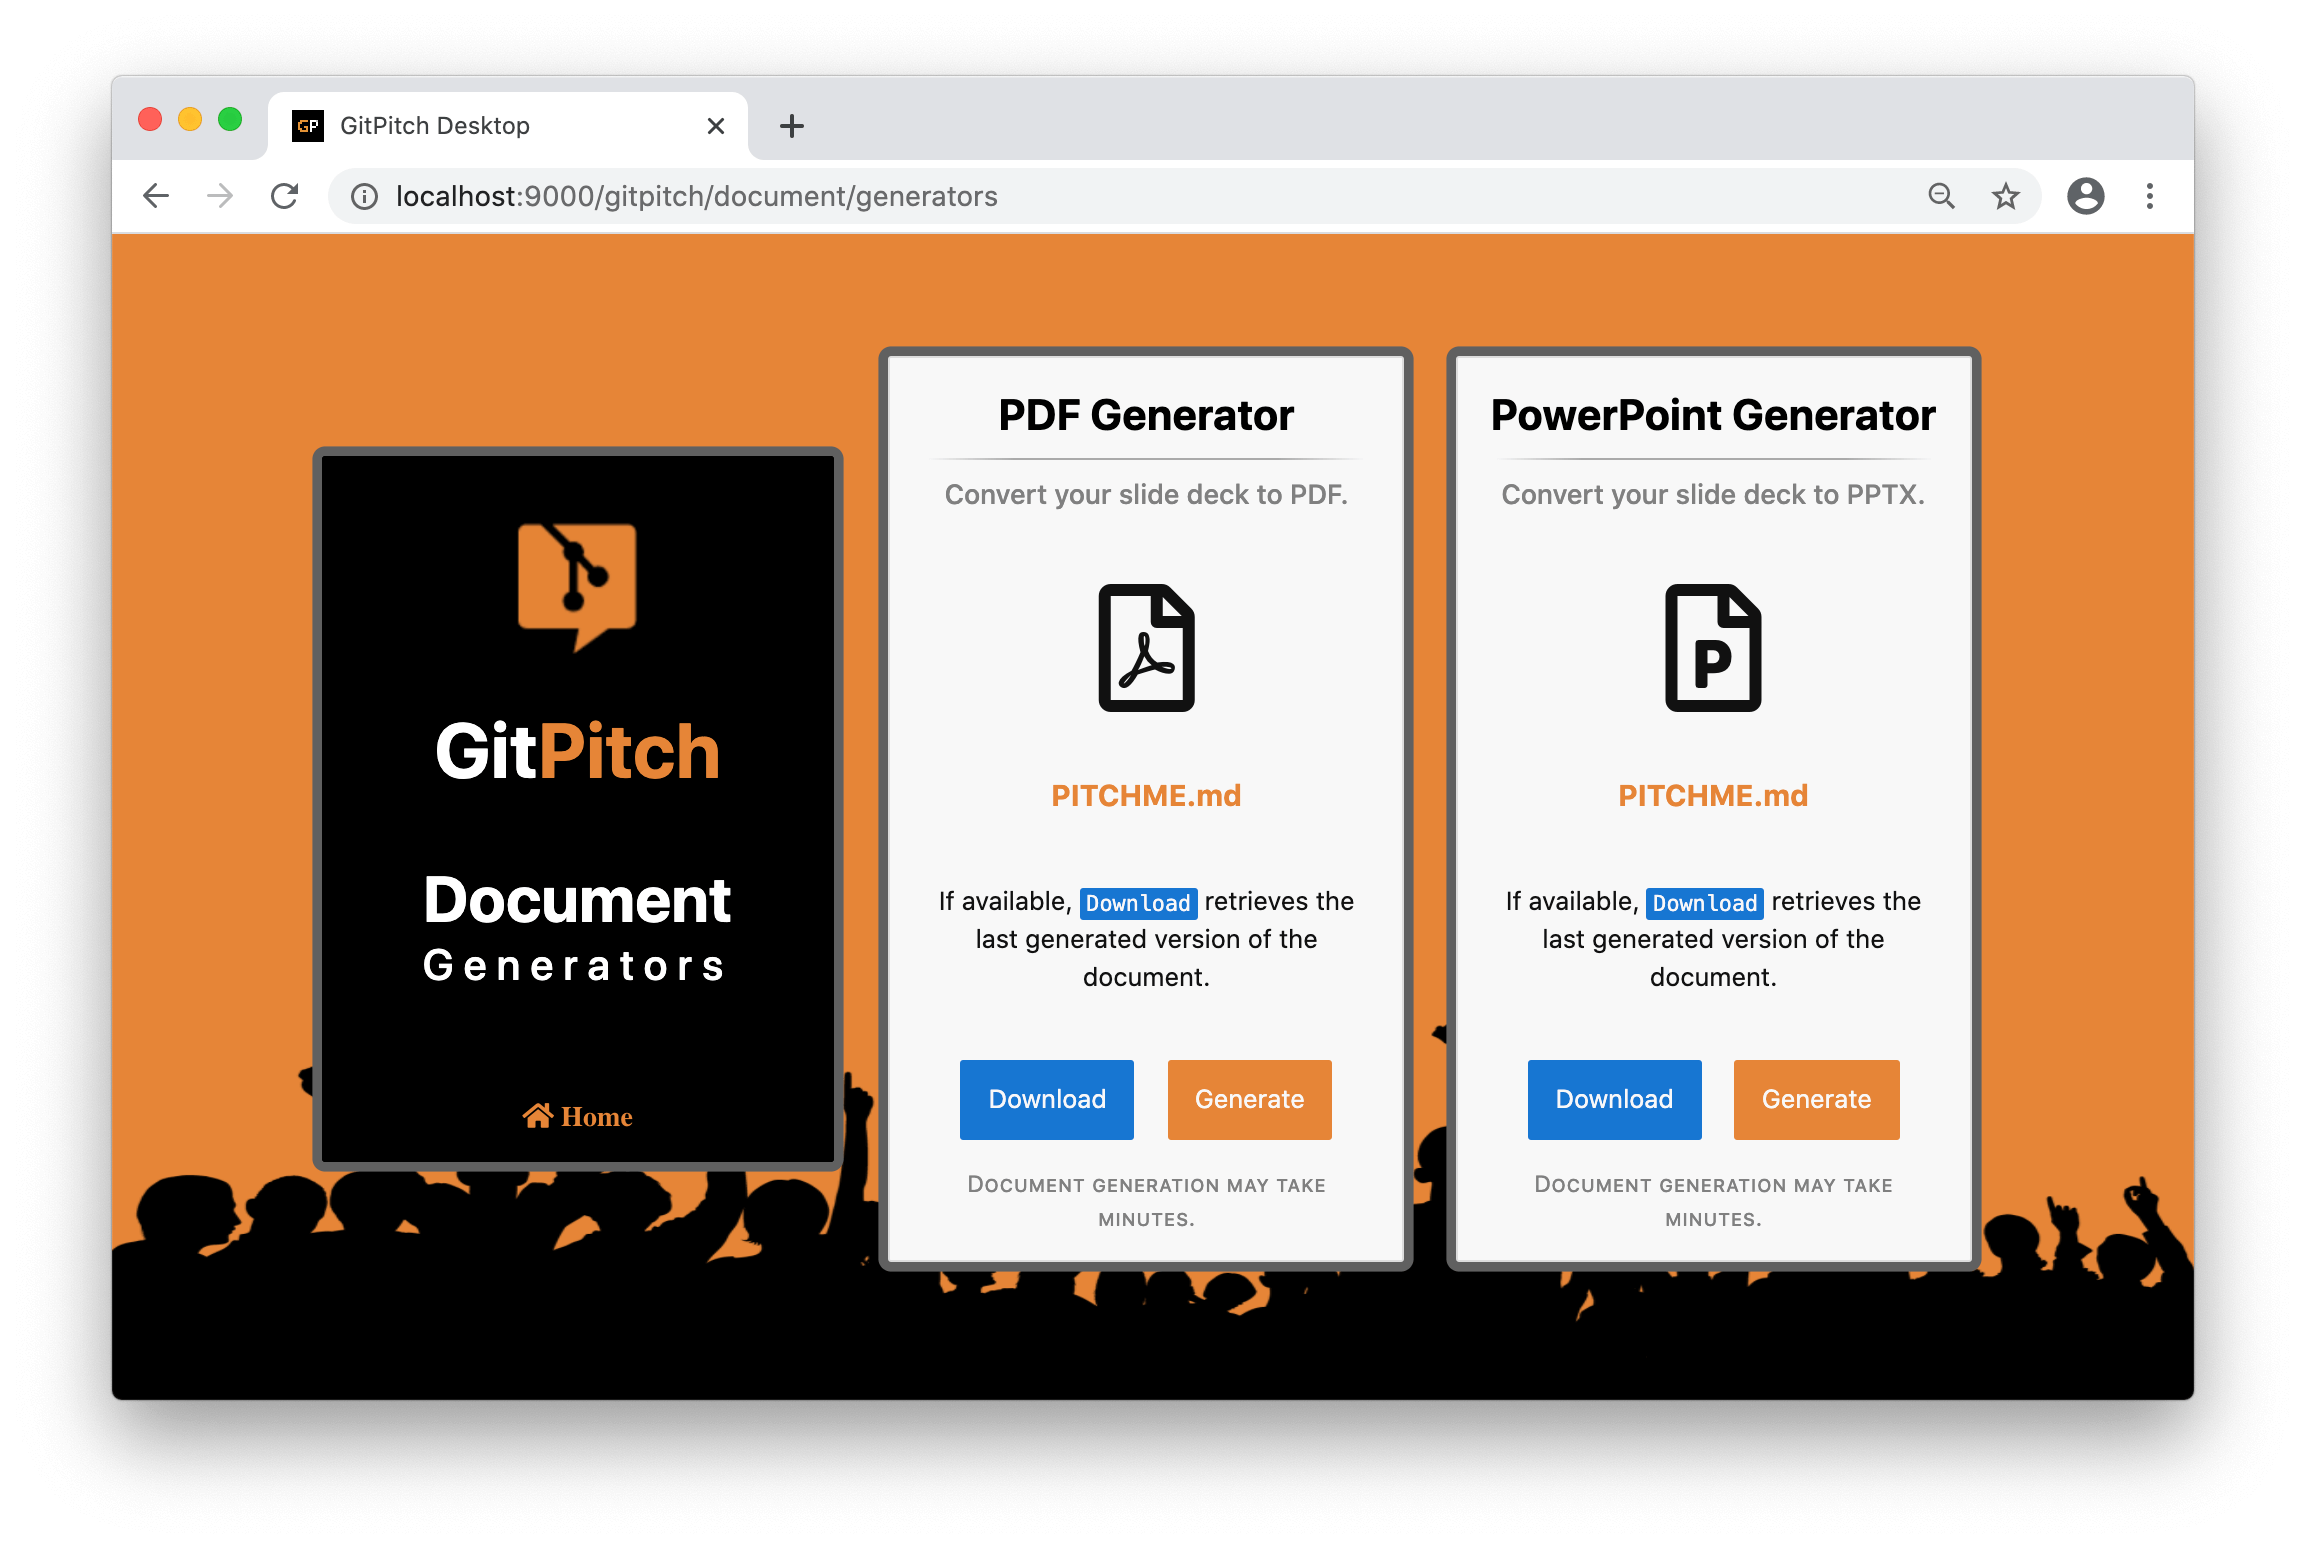 GP GitPitch Desktop
localhost:9000/gitpitch/document/generators
GitPitch
Document
Generators
Home
PDF Generator
Convert your slide deck to PDF.
PITCHME.md
If available, Download retrieves the
last generated version of the
document.
Download Generate
Document generation may take
minutes.
PowerPoint Generator
Convert your slide deck to PPTX.
P
PITCHME.md
If available, Download retrieves the
last generated version of the
document.
Download Generate
Document generation may take
minutes.